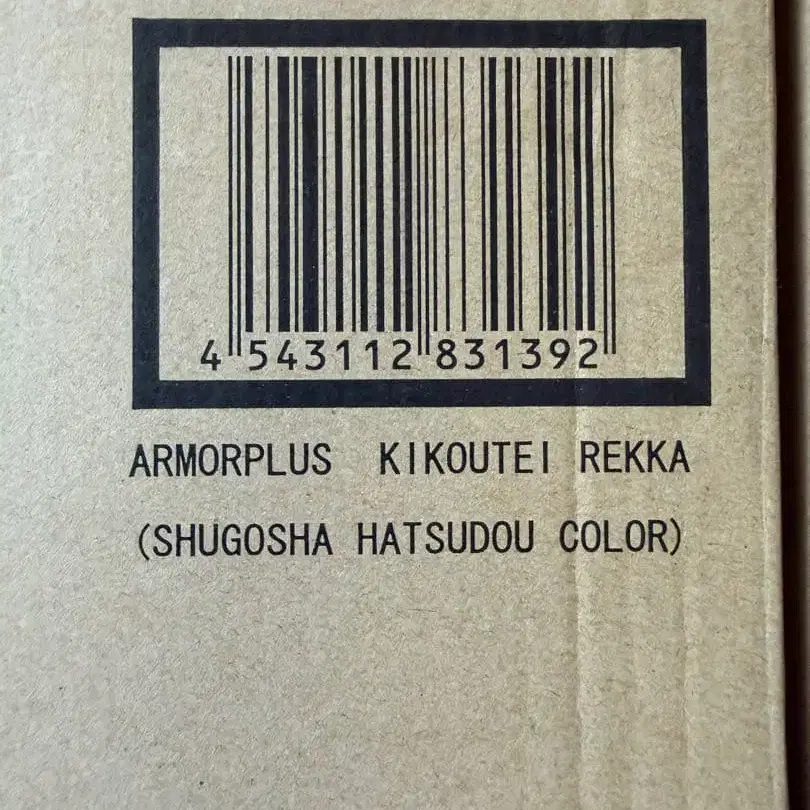 4 543112 831392
ARMORPLUS KIKOUTEI REKKA
(SHUGOSHA HATSUDOU COLOR)